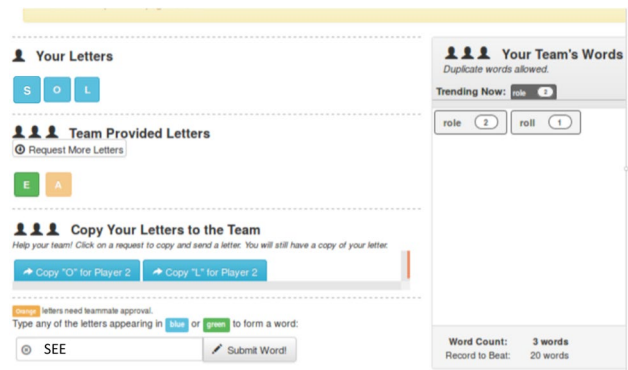 Your Letters
S O L
Team Provided Letters
Request More Letters
E A
Copy Your Letters to the Team
Help your team! Click on a request to copy and send a letter. You will still have a copy of your letter.
Copy "O" for Player 2 Copy "L" for Player 2
Orange letters need teammate approval.
Type any of the letters appearing in blue or green to form a word:
SEE Submit Word!
Your Team's Words
Duplicate words allowed.
Trending Now: role
role 2 roll 1
Word Count: 3 words
Record to Beat: 20 words